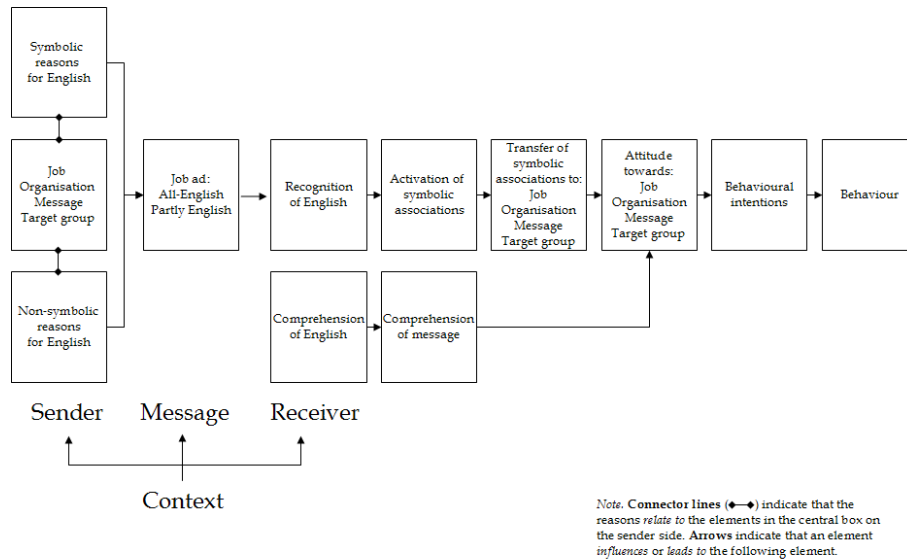 Symbolic
reasons
for English
Job
Organisation
Message
Target group
Non-symbolic
reasons
for English
Job ad:
All-English
Partly English
Recognition
of English
Activation of
symbolic
associations
Transfer of
symbolic
associations to:
Job
Organisation
Message
Target group
Attitude
towards:
Job
Organisation
Message
Target group
Behavioural
intentions
Behaviour
Comprehension
of English
Comprehension
of message
Sender
Message
Receiver
Context
Note. Connector lines (◆—◆) indicate that the
reasons relate to the elements in the central box on
the sender side. Arrows indicate that an element
influences or leads to the following element.